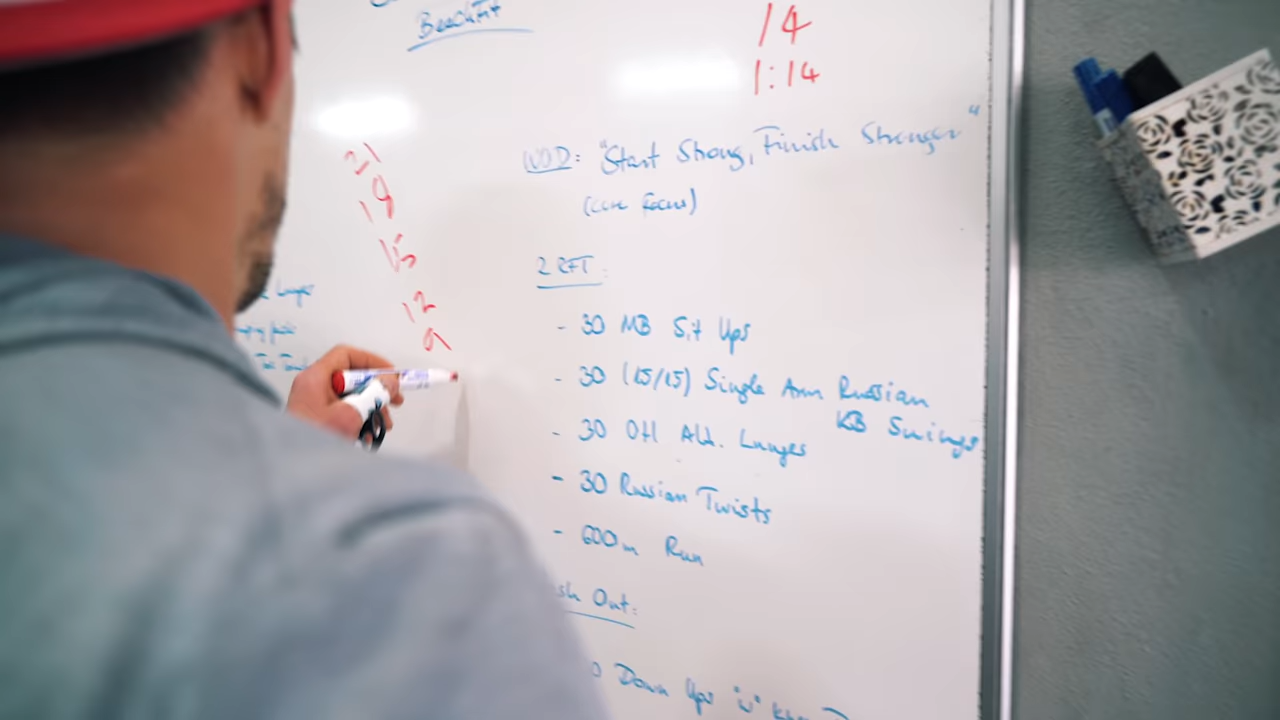 BeachFit
14
1:14
21
19
15
12
9
WOD: "Start Strong, Finish Stronger"
(core focus)
2 RFT:
- 30 MB Sit Ups
- 30 (15/15) Single Arm Russian
KB Swings
- 30 OH Alt. Lunges
- 30 Russian Twists
- 600m Run
Out:
Down Ups